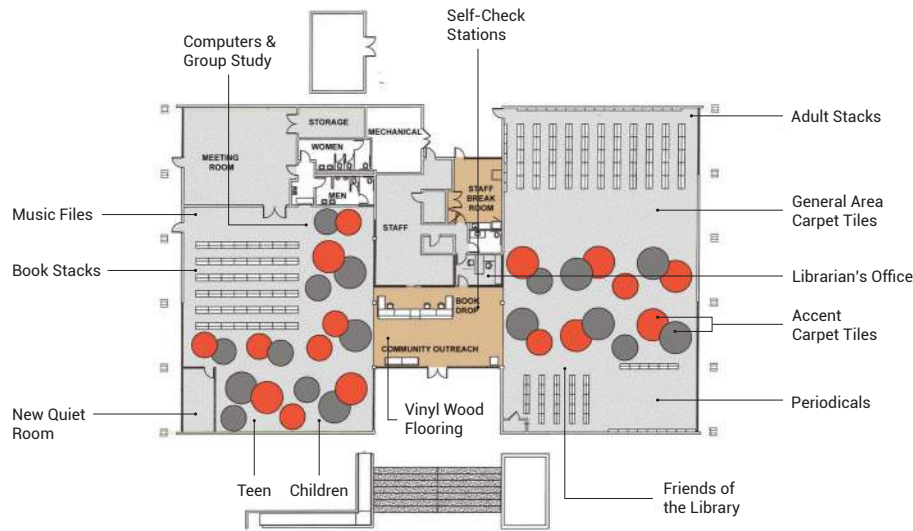 Self-Check
Stations
Computers &
Group Study
Adult Stacks
STORAGE
MECHANICAL
WOMEN
MEETING
ROOM
STAFF
BREAK
ROOM
MEN
General Area
Carpet Tiles
Music Files
STAFF
Book Stacks
Librarian's Office
BOOK
DROP
Accent
Carpet Tiles
COMMUNITY OUTREACH
New Quiet
Room
Vinyl Wood
Flooring
Periodicals
Teen
Children
Friends of
the Library